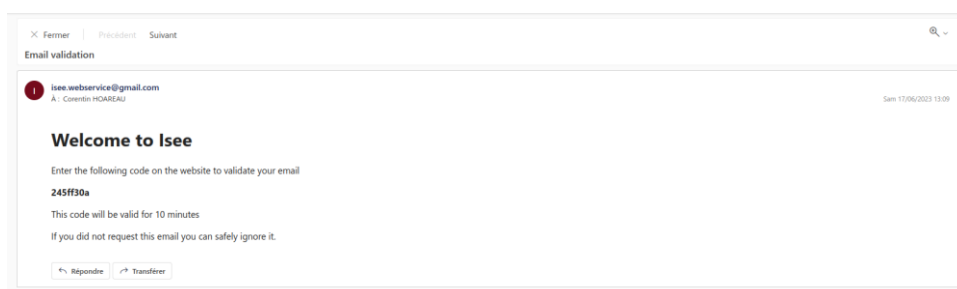 Fermer Précédent Suivant
Email validation
I
isee.webservice@gmail.com
À : Corentin HOAREAU
Sam 17/06/2023 13:09
Welcome to Isee
Enter the following code on the website to validate your email
245ff30a
This code will be valid for 10 minutes
If you did not request this email you can safely ignore it.
Répondre Transférer